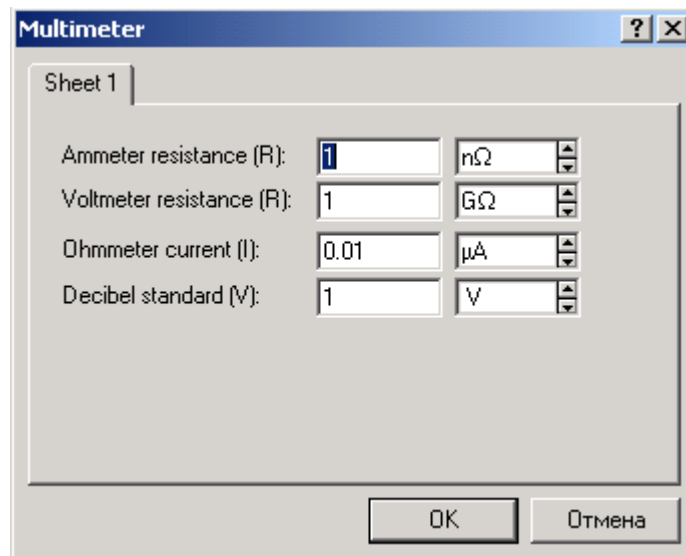 Multimeter
Sheet 1
Ammeter resistance (R): 1 nΩ
Voltmeter resistance (R): 1 GΩ
Ohmmeter current (I): 0.01 µA
Decibel standard (V): 1 V
OK Отмена